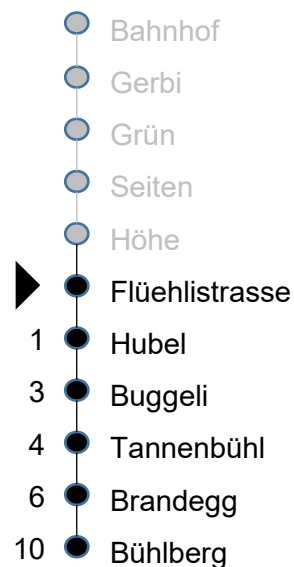 Bahnhof
Gerbi
Grün
Seiten
Höhe
Flüehlistrasse
1 Hubel
3 Buggeli
4 Tannenbühl
6 Brandegg
10 Bühlberg